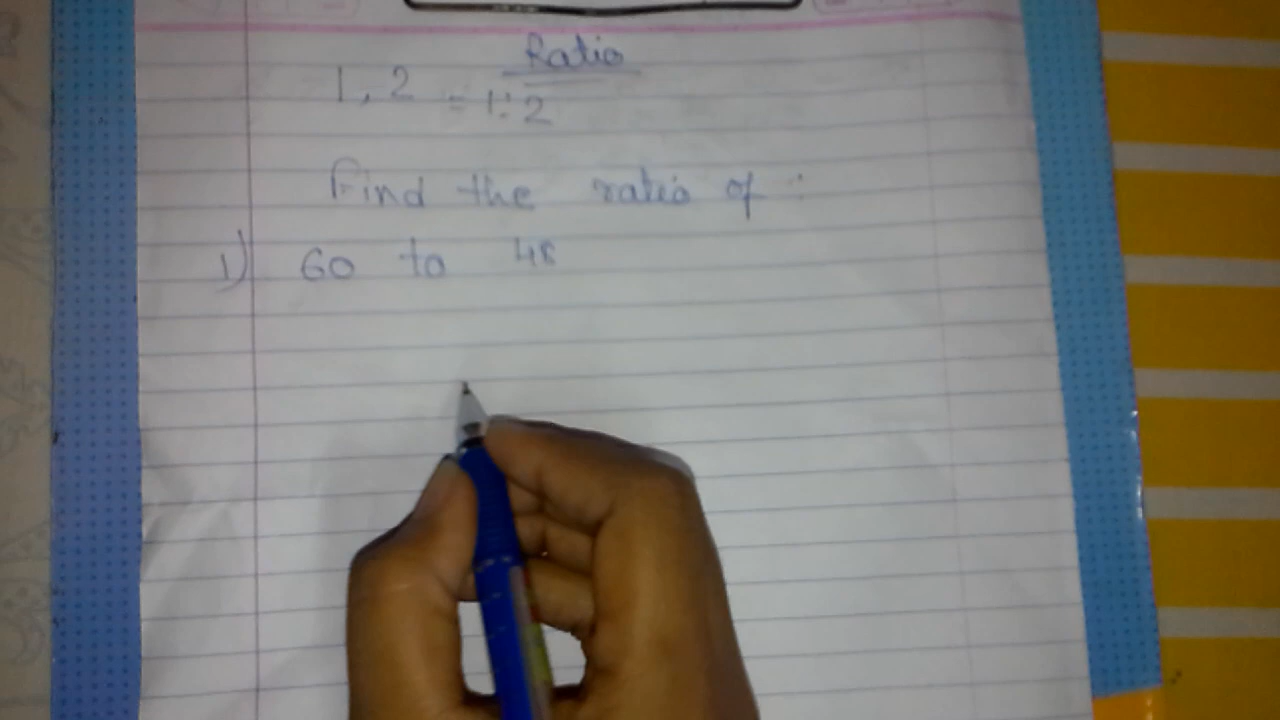 Ratio
1, 2 = 1:2
Find the ratio of :
1) 60 to 48